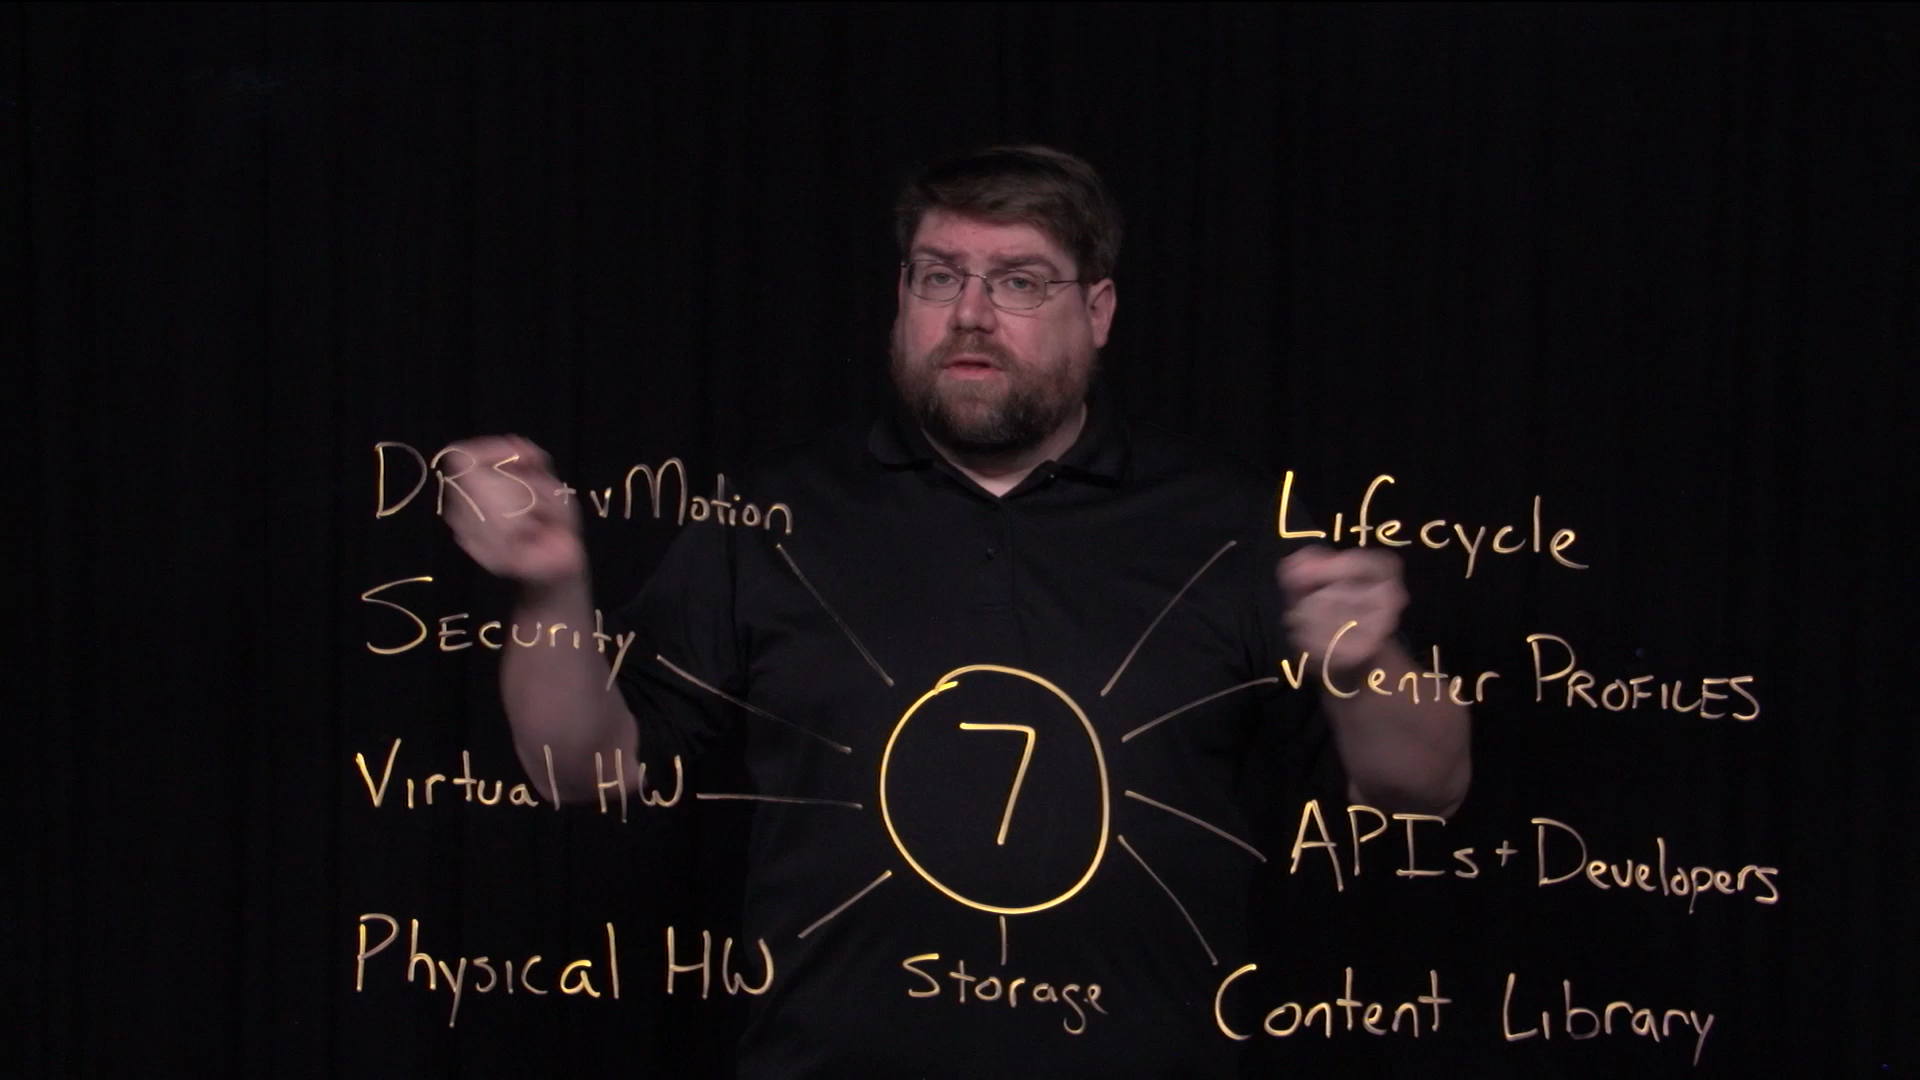 DRS + vMotion
Security
Virtual HW
Physical HW
7
Storage
Lifecycle
vCenter PROFILES
APIs + Developers
Content Library